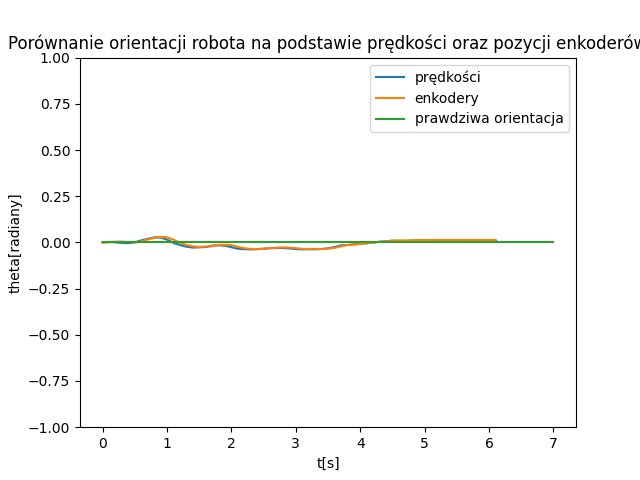 Porównanie orientacji robota na podstawie prędkości oraz pozycji enkoderów
1.00
0.75
0.50
0.25
0.00
−0.25
−0.50
−0.75
−1.00
theta[radiany]
prędkości
enkodery
prawdziwa orientacja
0 1 2 3 4 5 6 7
t[s]